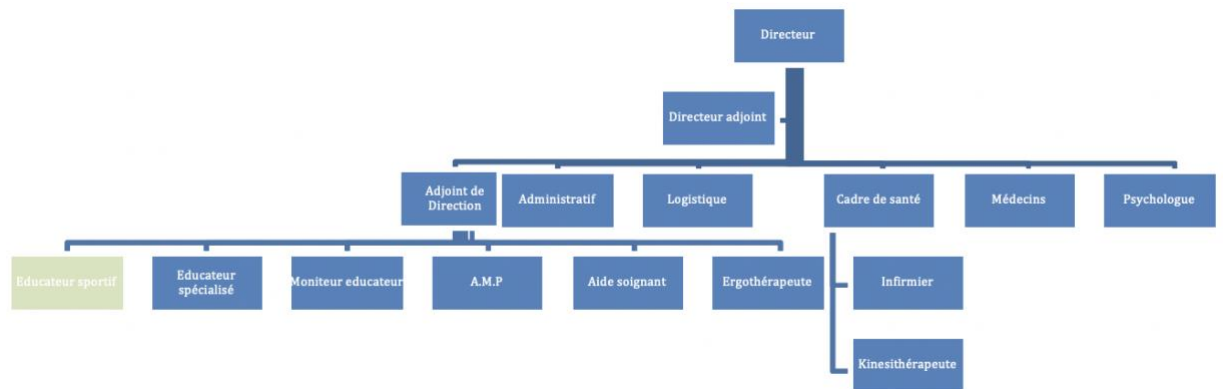 Directeur
Directeur adjoint
Adjoint de
Direction
Administratif
Logistique
Cadre de santé
Médecins
Psychologue
Educateur sportif
Educateur
spécialisé
Moniteur educateur
A.M.P
Aide soignant
Ergothérapeute
Infirmier
Kinesithérapeute